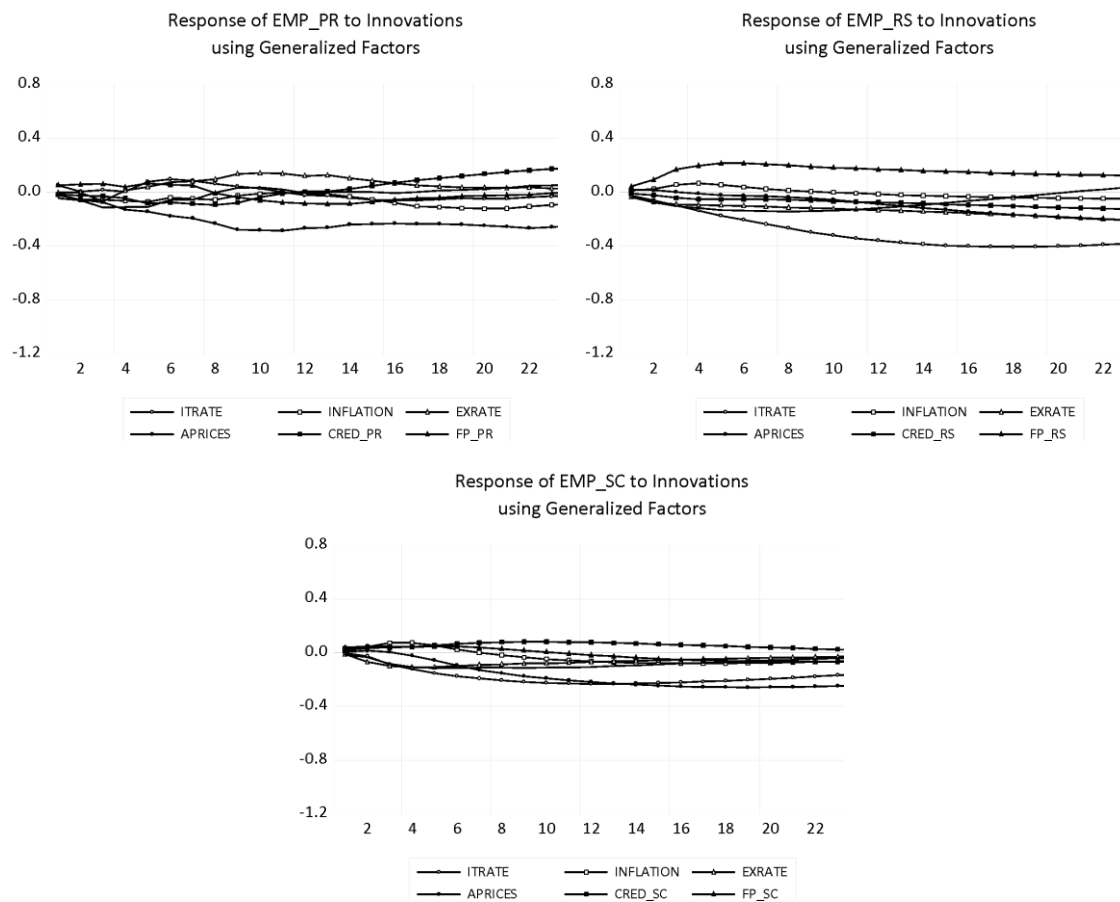 Response of EMP_PR to Innovations
using Generalized Factors
0.8
0.4
0.0
-0.4
-0.8
-1.2
2 4 6 8 10 12 14 16 18 20 22
ITRATE INFLATION EXRATE
APRICES CRED_PR FP_PR
Response of EMP_RS to Innovations
using Generalized Factors
0.8
0.4
0.0
-0.4
-0.8
-1.2
2 4 6 8 10 12 14 16 18 20 22
ITRATE INFLATION EXRATE
APRICES CRED_RS FP_RS
Response of EMP_SC to Innovations
using Generalized Factors
0.8
0.4
0.0
-0.4
-0.8
-1.2
2 4 6 8 10 12 14 16 18 20 22
ITRATE INFLATION EXRATE
APRICES CRED_SC FP_SC